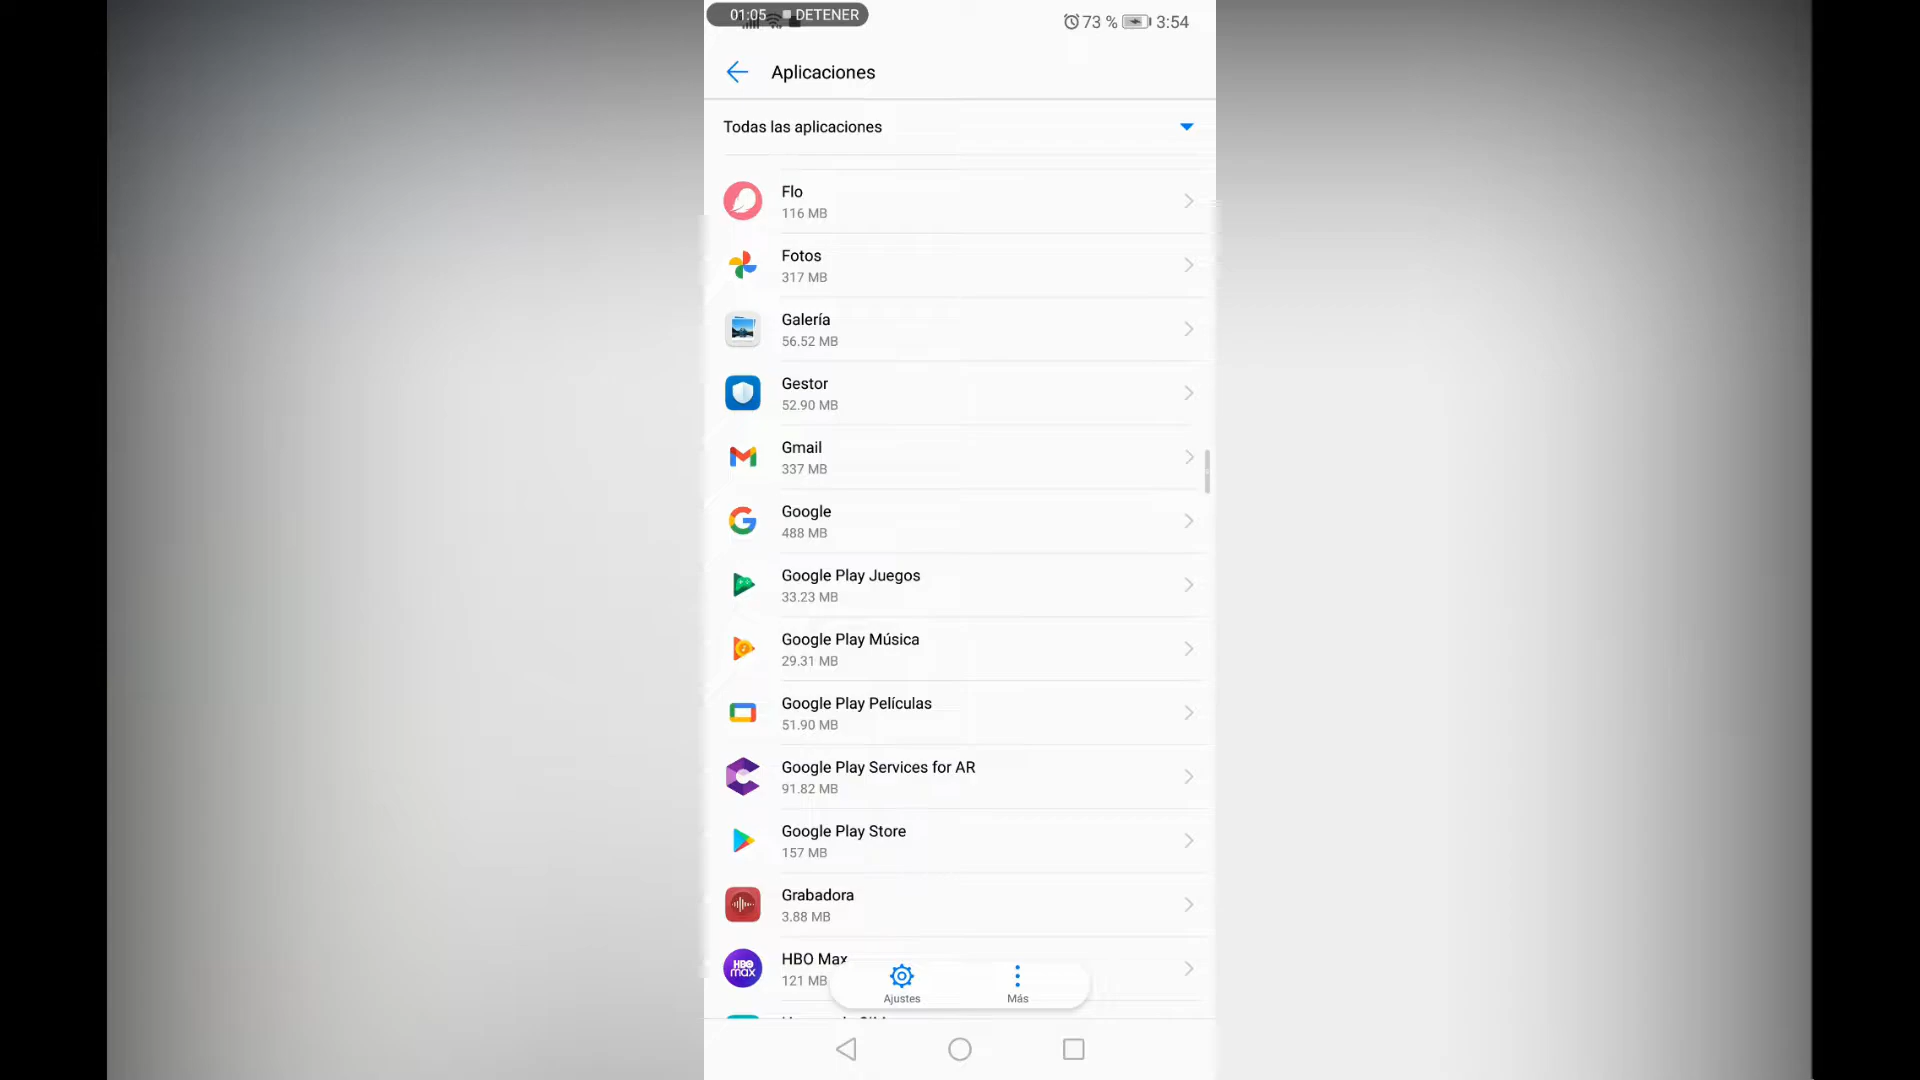 01:05 DETENER
73 % 3:54
Aplicaciones
Todas las aplicaciones
Flo
116 MB
Fotos
317 MB
Galería
56.52 MB
Gestor
52.90 MB
Gmail
337 MB
Google
488 MB
Google Play Juegos
33.23 MB
Google Play Música
29.31 MB
Google Play Películas
51.90 MB
Google Play Services for AR
91.82 MB
Google Play Store
157 MB
Grabadora
3.88 MB
HBO max
HBO Max
121 MB
Ajustes
Más